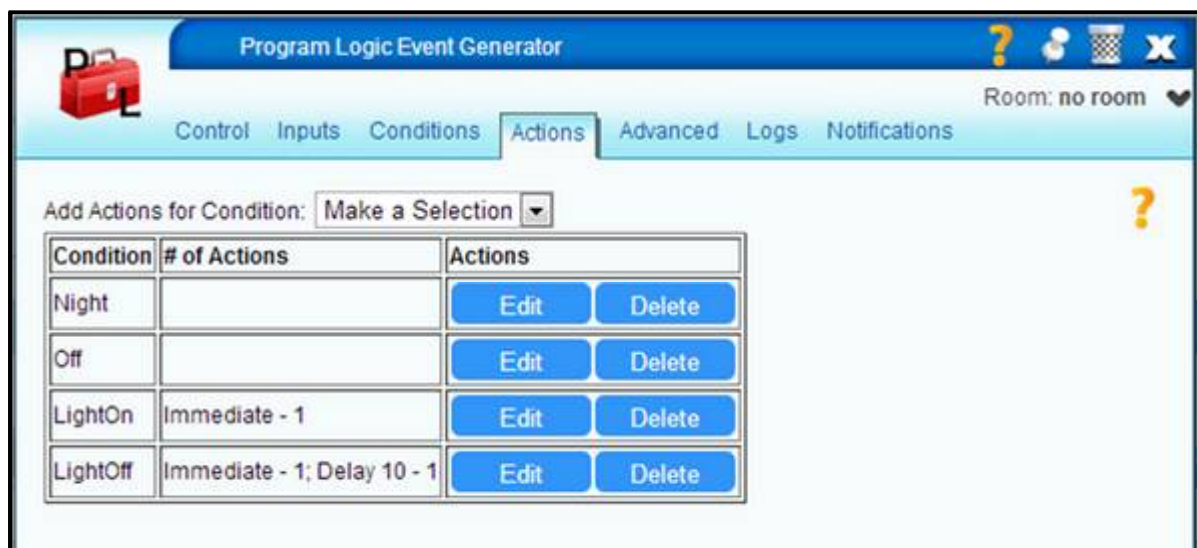 PL
Program Logic Event Generator
?
Room: no room
Control Inputs Conditions Actions Advanced Logs Notifications
Add Actions for Condition: Make a Selection
?
Condition # of Actions Actions
Night Edit Delete
Off Edit Delete
LightOn Immediate - 1 Edit Delete
LightOff Immediate - 1; Delay 10 - 1 Edit Delete